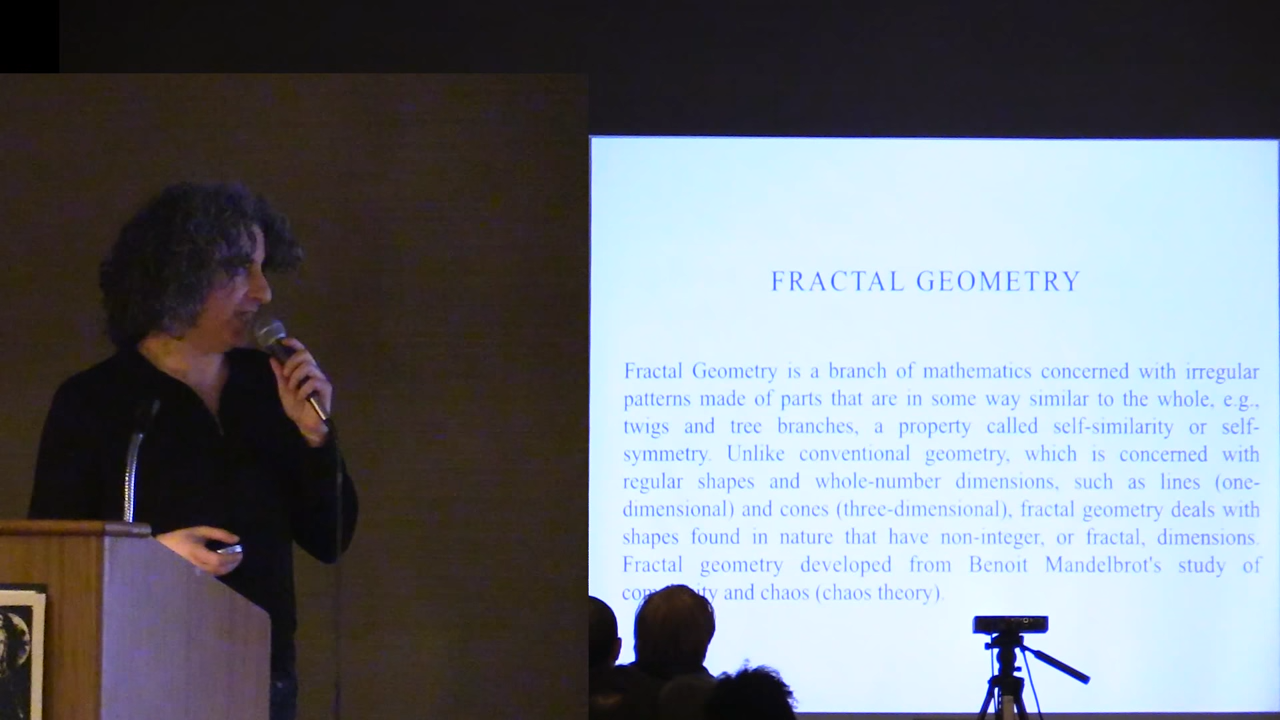 FRACTAL GEOMETRY
Fractal Geometry is a branch of mathematics concerned with irregular
patterns made of parts that are in some way similar to the whole, e.g.,
twigs and tree branches, a property called self-similarity or self-
symmetry. Unlike conventional geometry, which is concerned with
regular shapes and whole-number dimensions, such as lines (one-
dimensional) and cones (three-dimensional), fractal geometry deals with
shapes found in nature that have non-integer, or fractal, dimensions.
Fractal geometry developed from Benoit Mandelbrot's study of
and chaos (chaos theory).